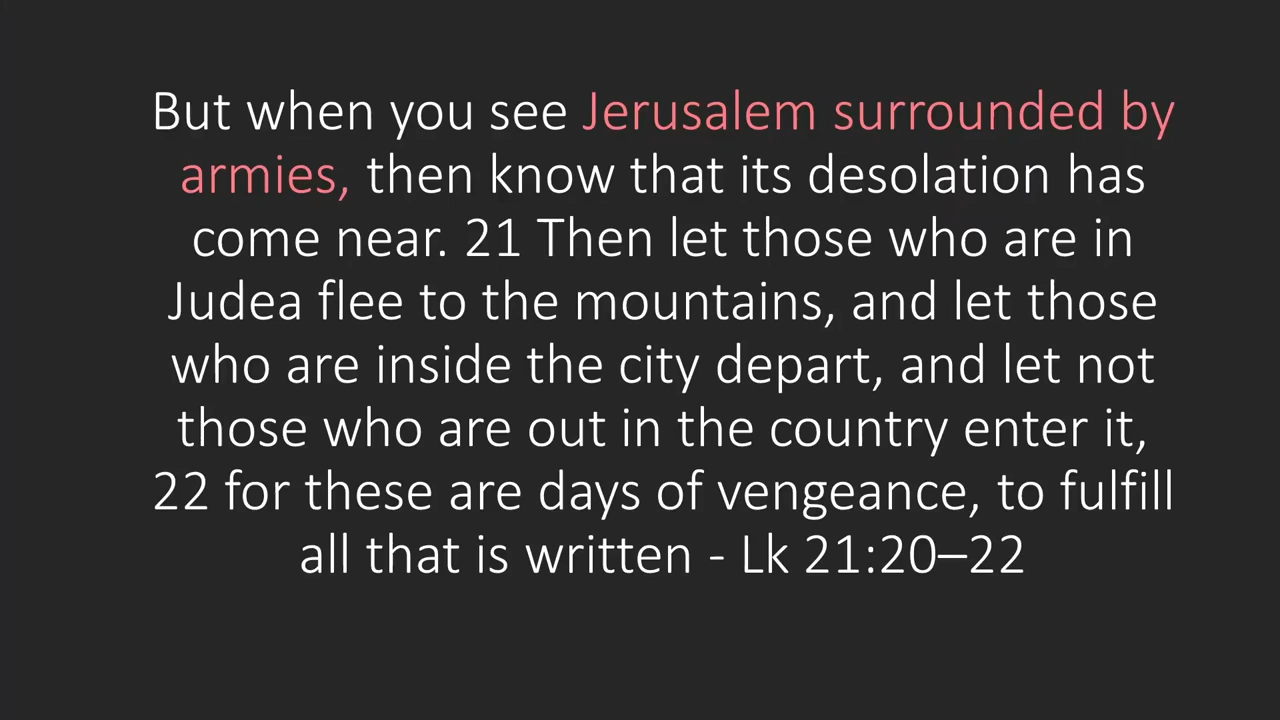 But when you see Jerusalem surrounded by
armies, then know that its desolation has
come near. 21 Then let those who are in
Judea flee to the mountains, and let those
who are inside the city depart, and let not
those who are out in the country enter it,
22 for these are days of vengeance, to fulfill
all that is written - Lk 21:20–22